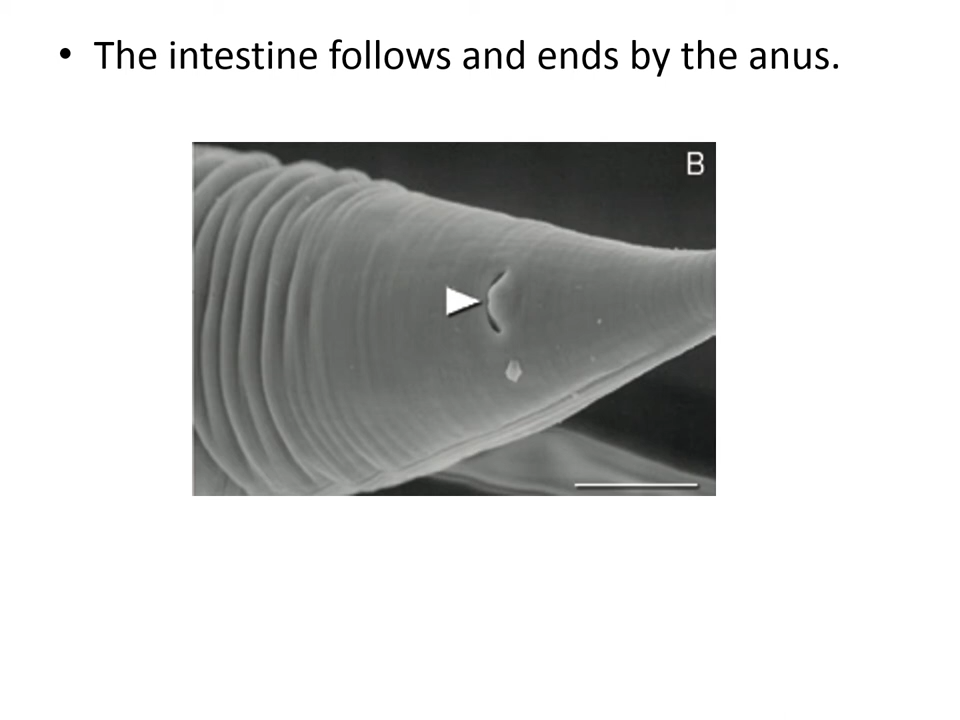 • The intestine follows and ends by the anus.
B